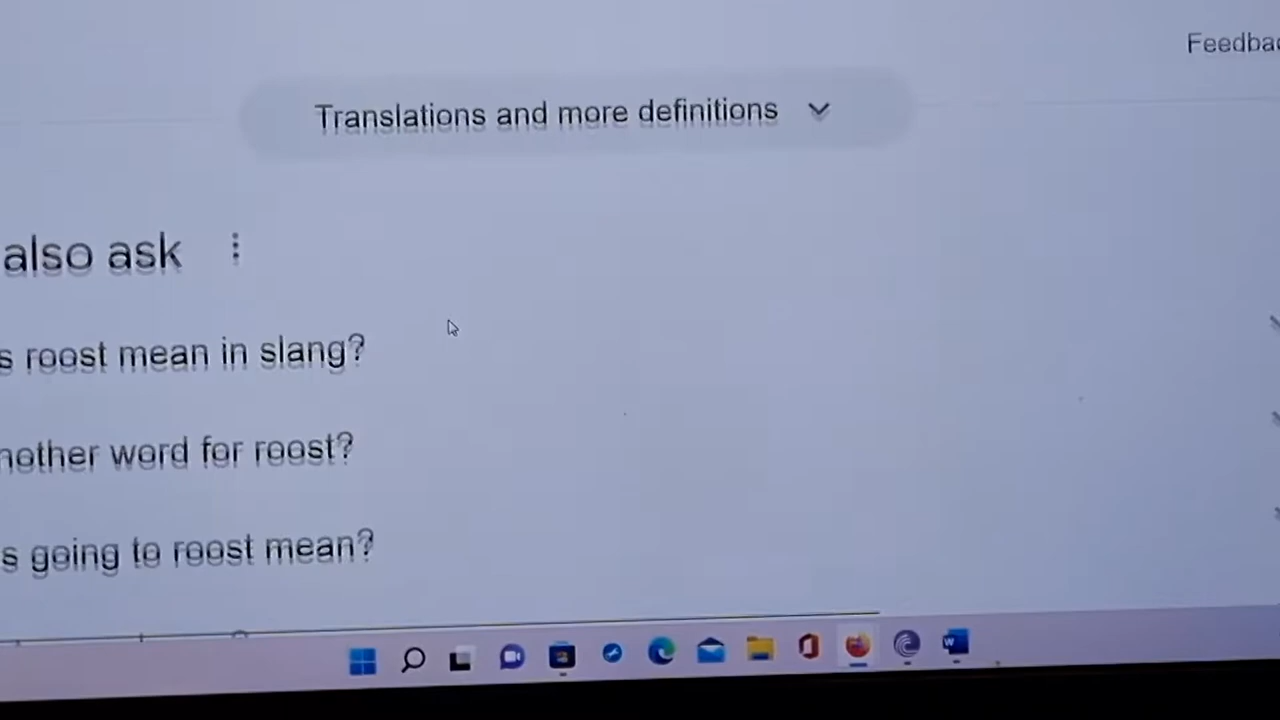 Feedbac
Translations and more definitions
also ask
s roost mean in slang?
nother word for roost?
s going to roost mean?